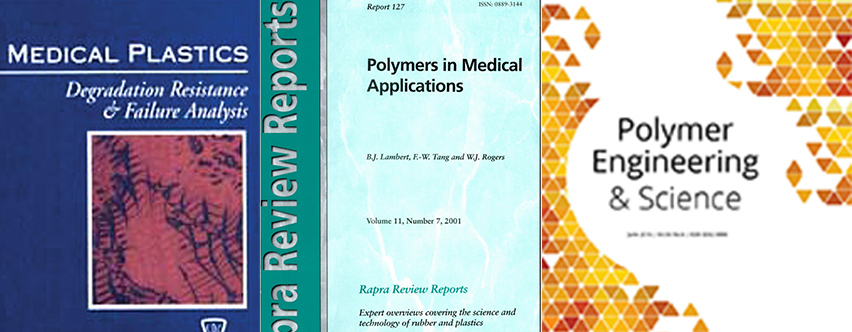 MEDICAL PLASTICS
Degradation Resistance
& Failure Analysis
pra Review Reports
Report 127
ISSN: 0889-3144
Polymers in Medical
Applications
B.J. Lambert, F.-W. Tang and W.J. Rogers
Volume 11, Number 7, 2001
Rapra Review Reports
Expert overviews covering the science and
technology of rubber and plastics
Polymer
Engineering
& Science